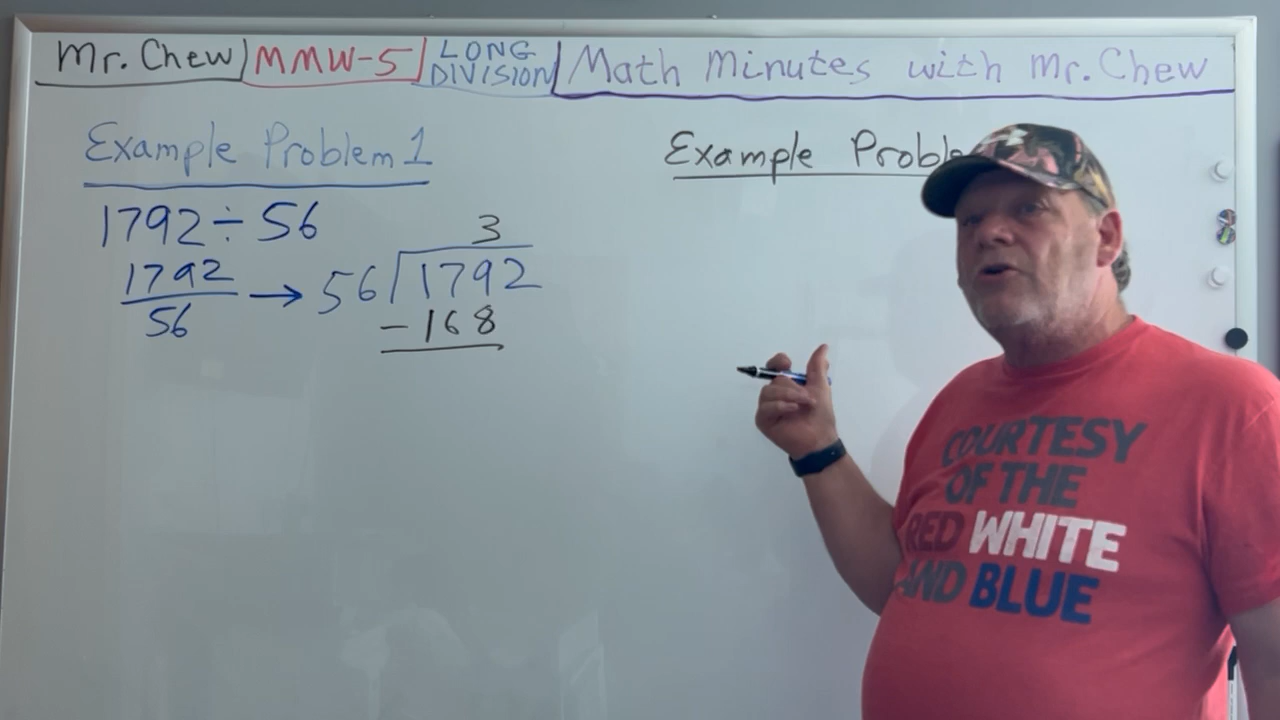 Mr. Chew MMW-5 LONG DIVISION Math Minutes with Mr. Chew
Example Problem 1
1792 ÷ 56
1792
56
→
3
56 1792
-168
Example
COURTESY
OF THE
RED WHITE
AND BLUE